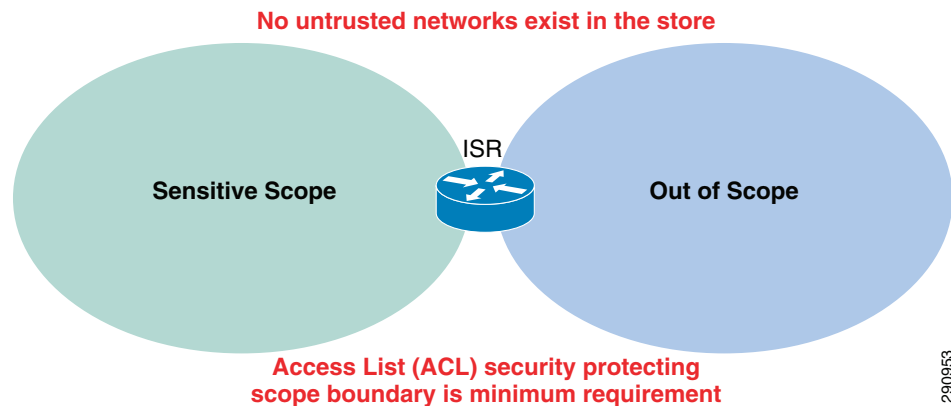 No untrusted networks exist in the store
ISR
Sensitive Scope
Out of Scope
Access List (ACL) security protecting
scope boundary is minimum requirement
290953